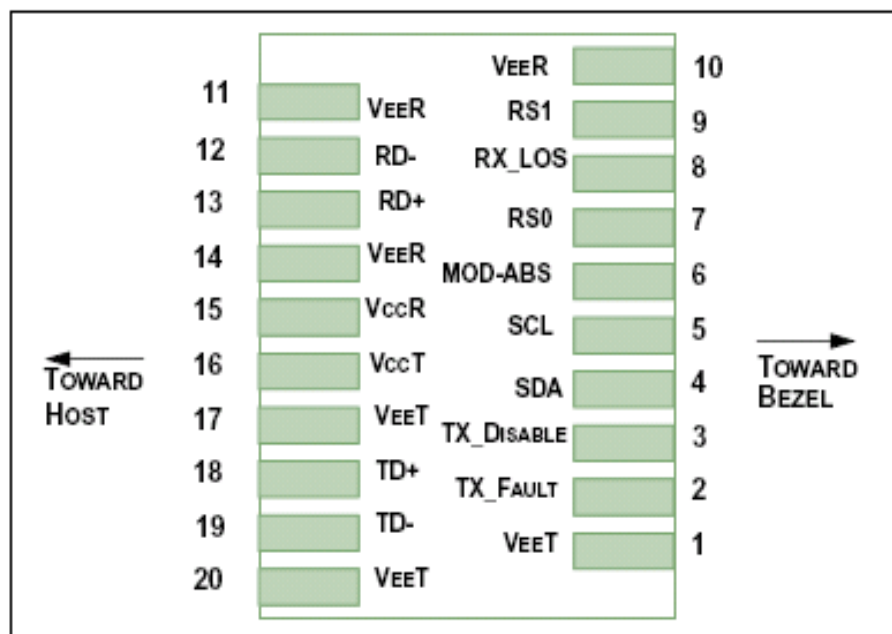 11 VEER
12 RD-
13 RD+
14 VEER
15 VCCR
16 VCCT
17 VEET
18 TD+
19 TD-
20 VEET
TOWARD
HOST
VEER 10
RS1 9
RX_LOS 8
RS0 7
MOD-ABS 6
SCL 5
SDA 4
TX_DISABLE 3
TX_FAULT 2
VEET 1
TOWARD
BEZEL